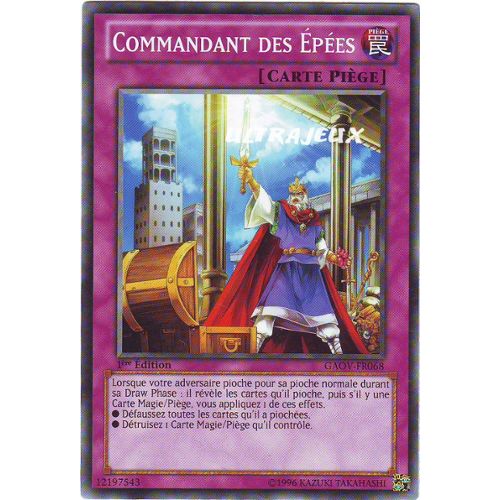 COMMANDANT DES ÉPÉES
PIÈGE
罠
[CARTE PIÈGE]
ULTRAJEUX
1ère Édition
GAOV-FR068
Lorsque votre adversaire pioche pour sa pioche normale durant
sa Draw Phase : il révèle les cartes qu'il pioche, puis s'il y a une
Carte Magie/Piège, vous appliquez 1 de ces effets.
● Défaussez toutes les cartes qu'il a piochées.
● Détruisez 1 Carte Magie/Piège qu'il contrôle.
12197543
©1996 KAZUKI TAKAHASHI